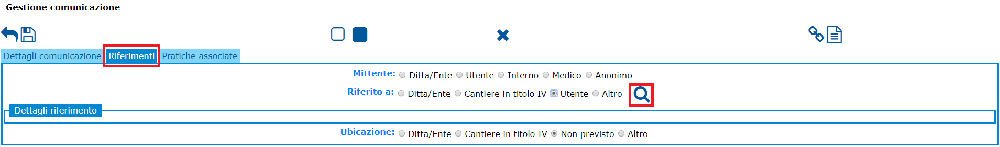 Gestione comunicazione
Dettagli comunicazione Riferimenti Pratiche associate
Mittente: Ditta/Ente Utente Interno Medico Anonimo
Riferito a: Ditta/Ente Cantiere in titolo IV Utente Altro
Dettagli riferimento
Ubicazione: Ditta/Ente Cantiere in titolo IV Non previsto Altro